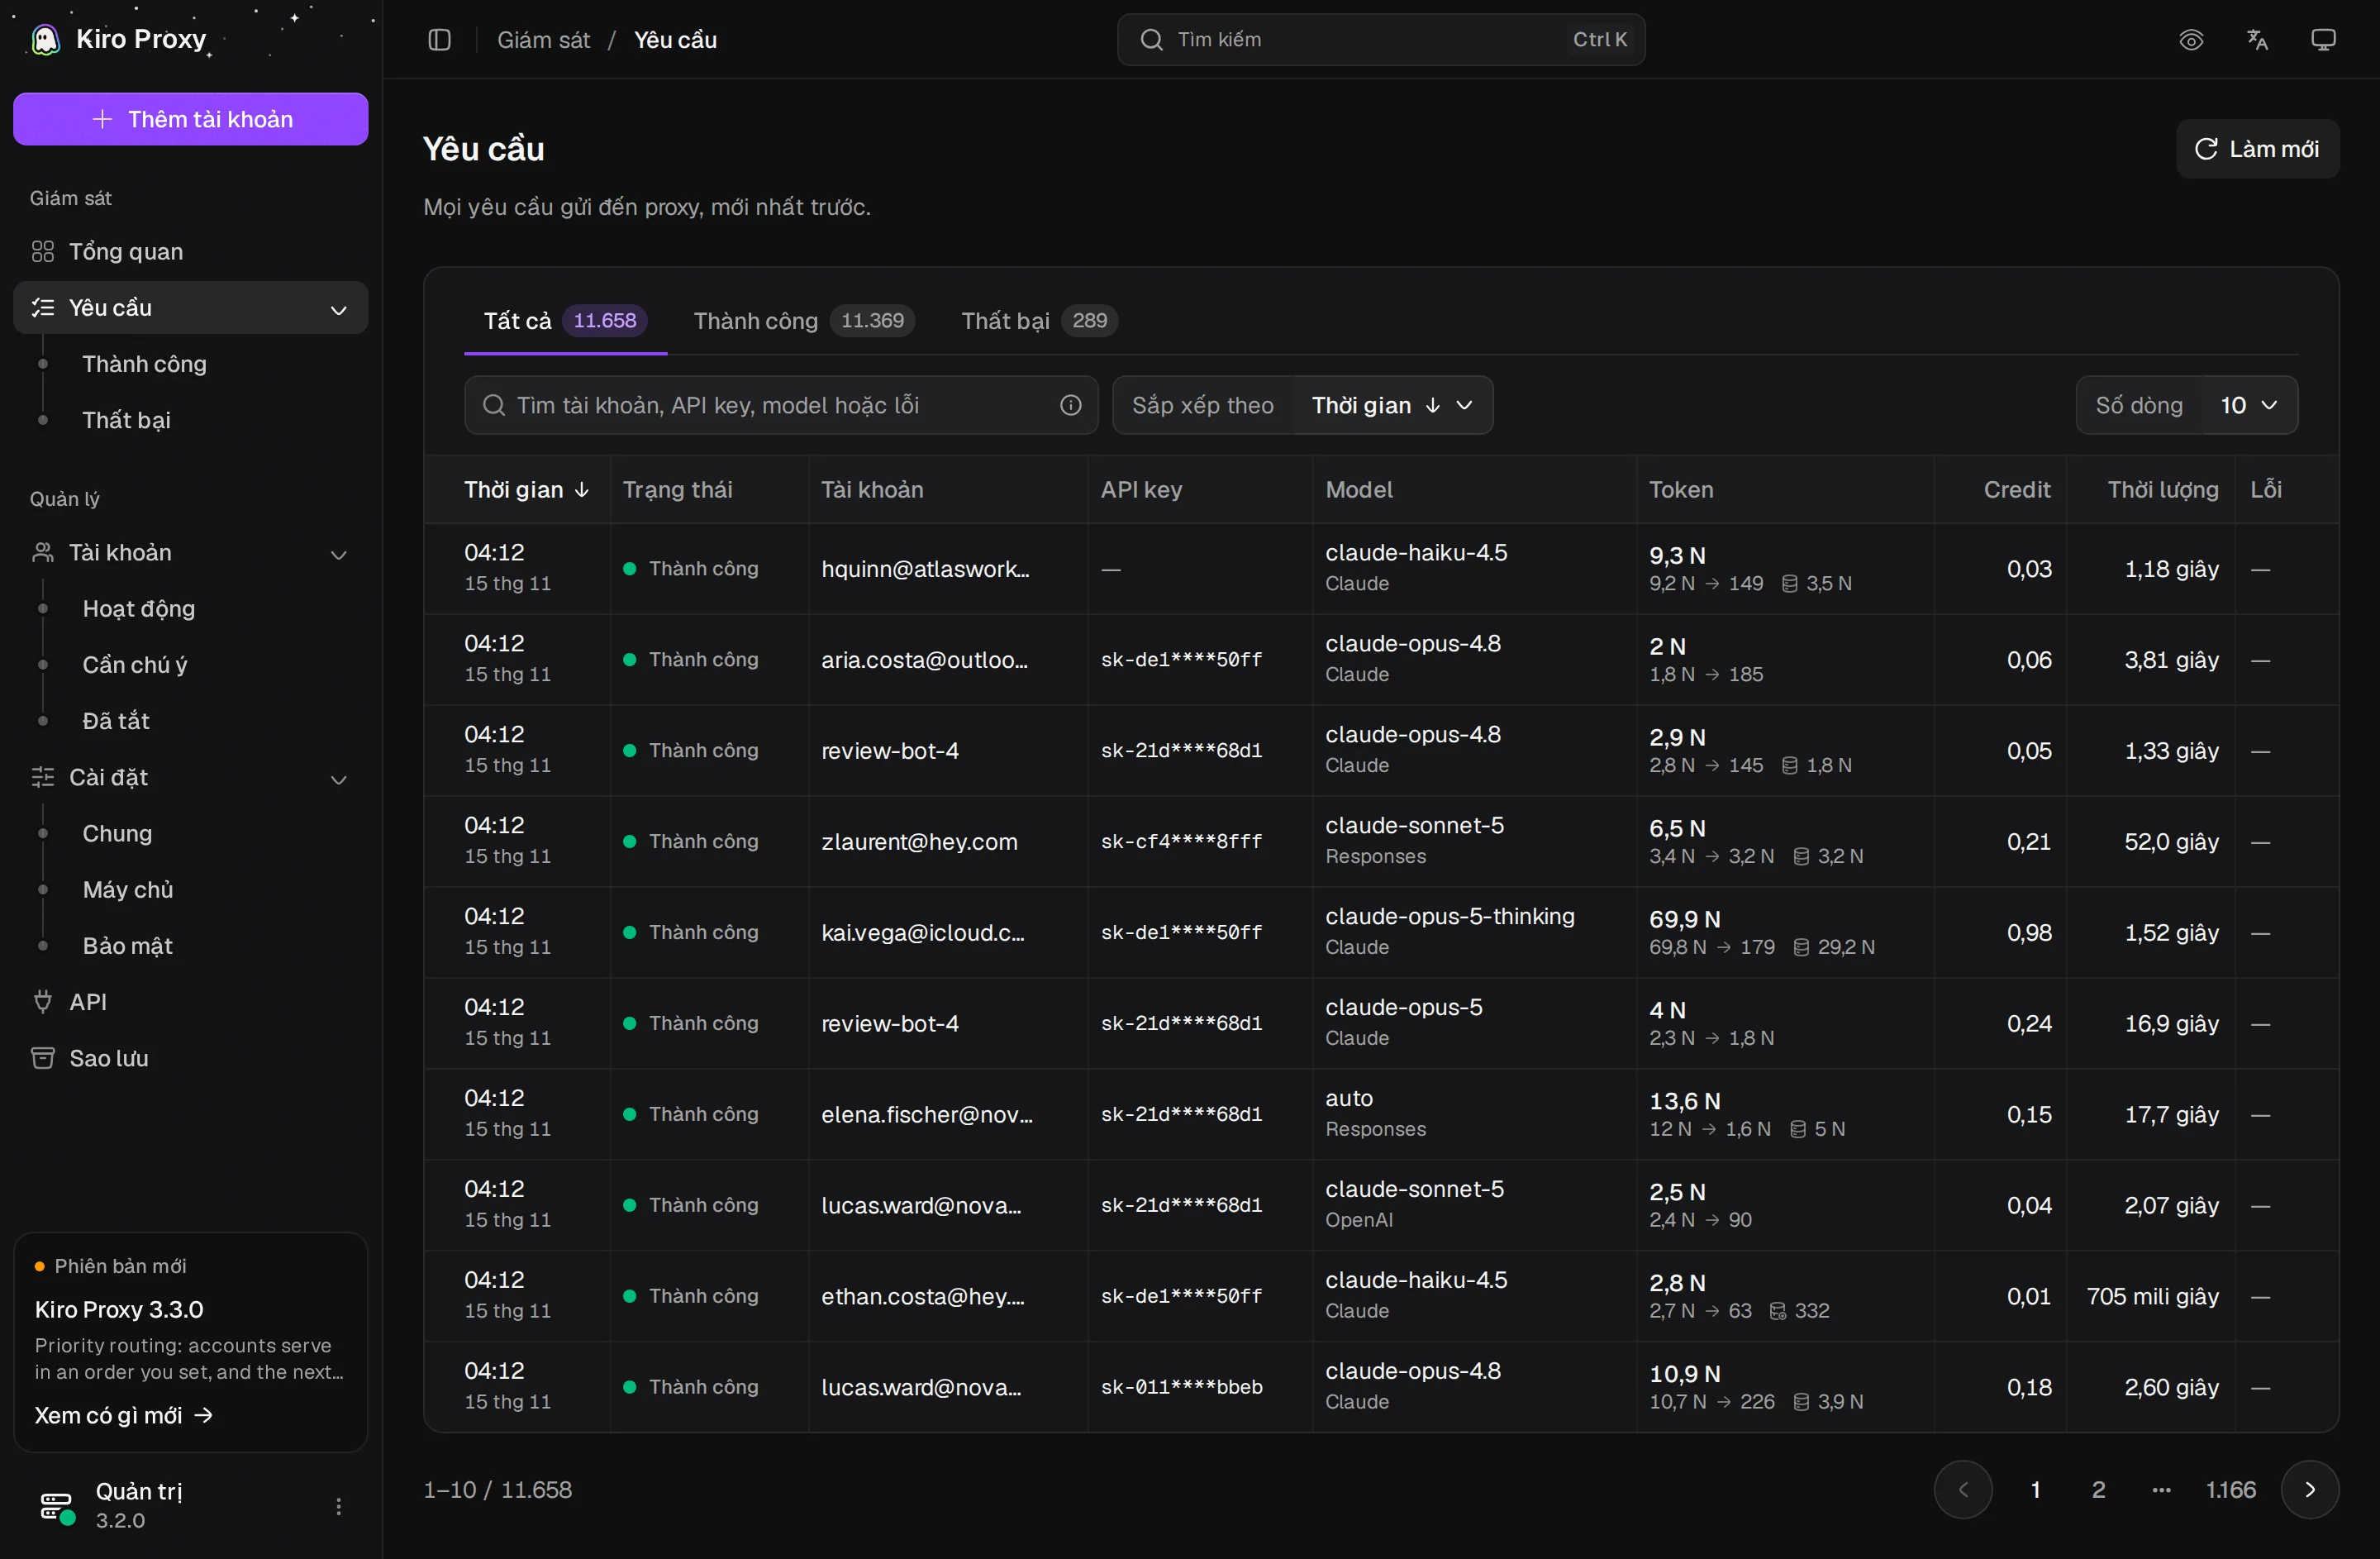 Kiro Proxy
Thêm tài khoản
Giám sát
Tổng quan
Yêu cầu
Thành công
Thất bại
Quản lý
Tài khoản
Hoạt động
Cần chú ý
Đã tắt
Cài đặt
Chung
Máy chủ
Bảo mật
API
Sao lưu
Phiên bản mới
Kiro Proxy 3.3.0
Priority routing: accounts serve
in an order you set, and the next...
Xem có gì mới →
Quản trị
3.2.0
Giám sát / Yêu cầu
Tìm kiếm Ctrl K
Yêu cầu
Làm mới
Mọi yêu cầu gửi đến proxy, mới nhất trước.
Tất cả 11.658 Thành công 11.369 Thất bại 289
Tìm tài khoản, API key, model hoặc lỗi
Sắp xếp theo Thời gian ↓
Số dòng 10
Thời gian ↓ Trạng thái Tài khoản API key Model Token Credit Thời lượng Lỗi
04:12 Thành công hquinn@atlaswork... — claude-haiku-4.5 9,3 N 0,03 1,18 giây —
15 thg 11 Claude 9,2 N → 149 3,5 N
04:12 Thành công aria.costa@outloo... sk-de1****50ff claude-opus-4.8 2 N 0,06 3,81 giây —
15 thg 11 Claude 1,8 N → 185
04:12 Thành công review-bot-4 sk-21d****68d1 claude-opus-4.8 2,9 N 0,05 1,33 giây —
15 thg 11 Claude 2,8 N → 145 1,8 N
04:12 Thành công zlaurent@hey.com sk-cf4****8fff claude-sonnet-5 6,5 N 0,21 52,0 giây —
15 thg 11 Responses 3,4 N → 3,2 N 3,2 N
04:12 Thành công kai.vega@icloud.c... sk-de1****50ff claude-opus-5-thinking 69,9 N 0,98 1,52 giây —
15 thg 11 Claude 69,8 N → 179 29,2 N
04:12 Thành công review-bot-4 sk-21d****68d1 claude-opus-5 4 N 0,24 16,9 giây —
15 thg 11 Claude 2,3 N → 1,8 N
04:12 Thành công elena.fischer@nov... sk-21d****68d1 auto 13,6 N 0,15 17,7 giây —
15 thg 11 Responses 12 N → 1,6 N 5 N
04:12 Thành công lucas.ward@nova... sk-21d****68d1 claude-sonnet-5 2,5 N 0,04 2,07 giây —
15 thg 11 OpenAI 2,4 N → 90
04:12 Thành công ethan.costa@hey.... sk-de1****50ff claude-haiku-4.5 2,8 N 0,01 705 mili giây —
15 thg 11 Claude 2,7 N → 63 332
04:12 Thành công lucas.ward@nova... sk-011****bbeb claude-opus-4.8 10,9 N 0,18 2,60 giây —
15 thg 11 Claude 10,7 N → 226 3,9 N
1–10 / 11.658
1 2 ... 1.166